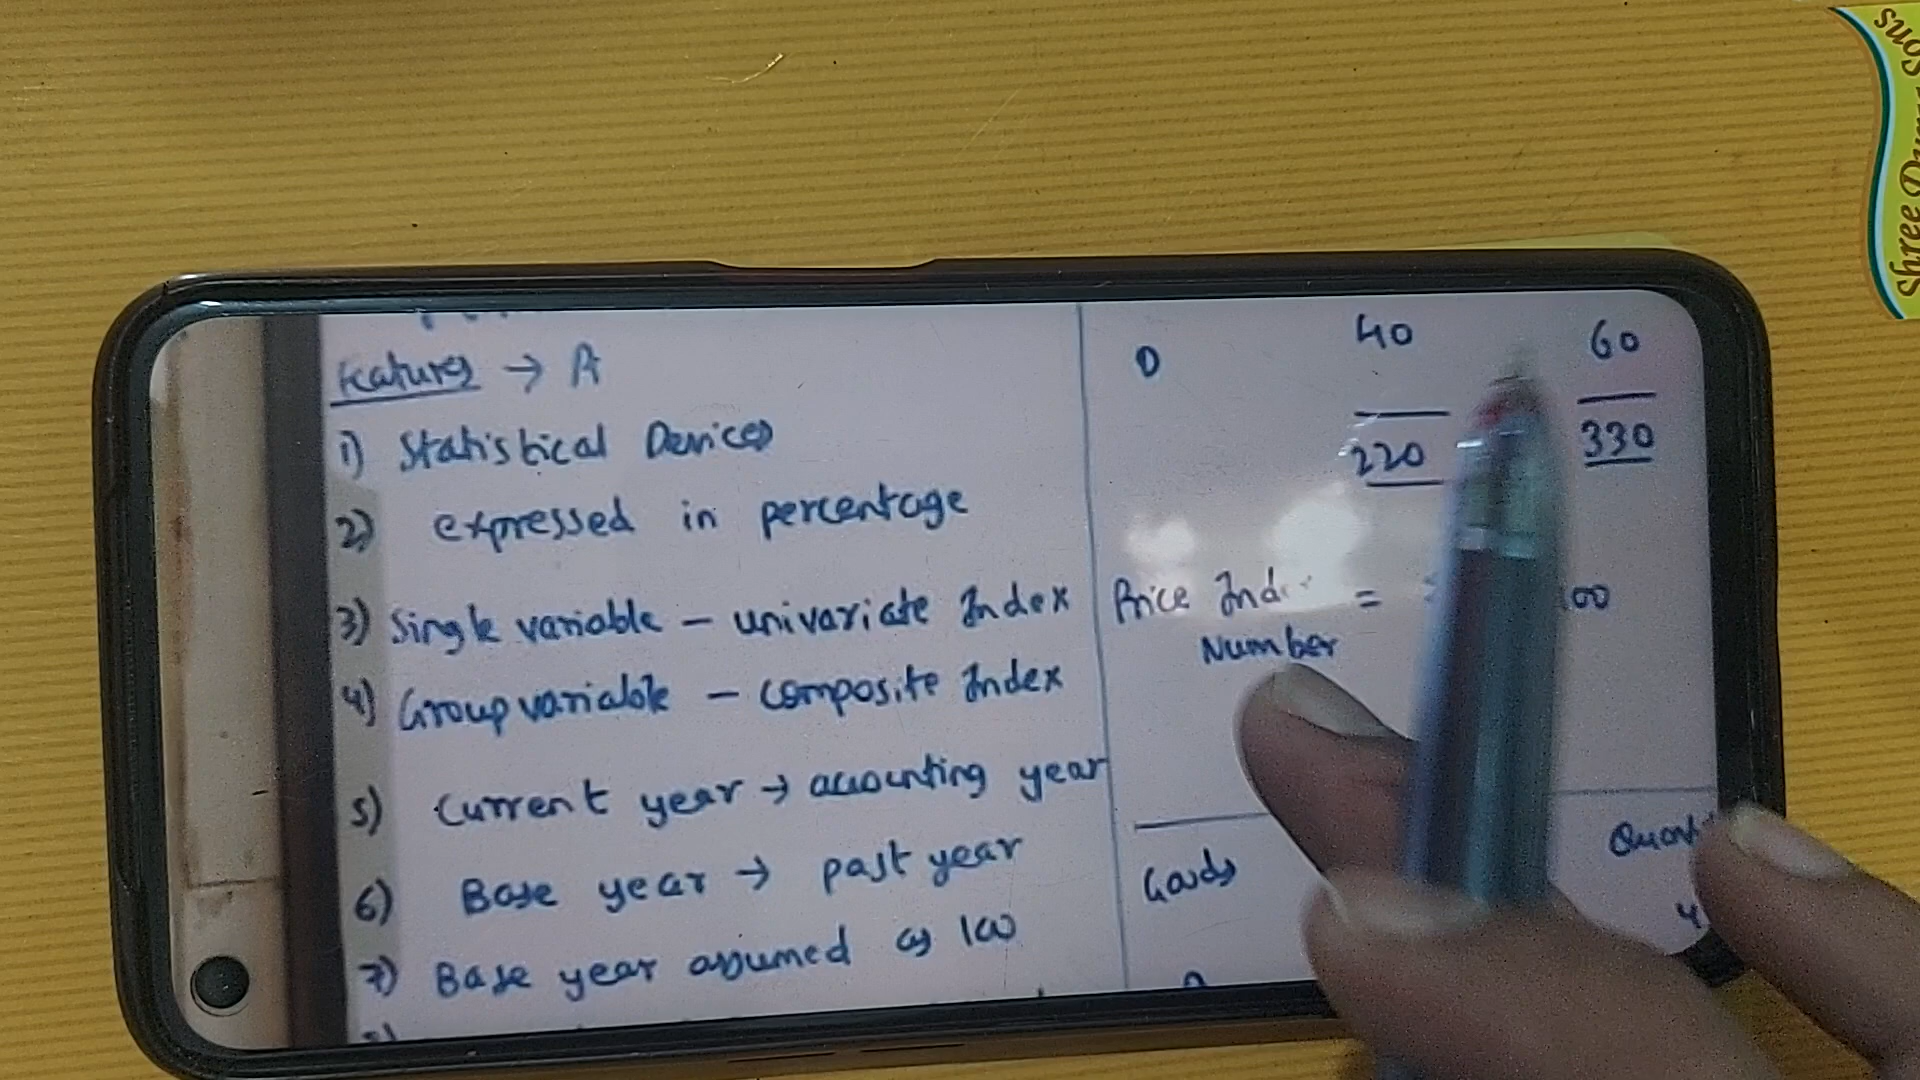 Features → A
1) Statistical Devices
2) expressed in percentage
3) Single variable - univariate Index
4) Group variable - composite Index
5) Current year → accounting year
6) Base year → past year
7) Base year assumed as 100
D 40 60
220 330
Price =
Number
Goods
4
Shree Sons